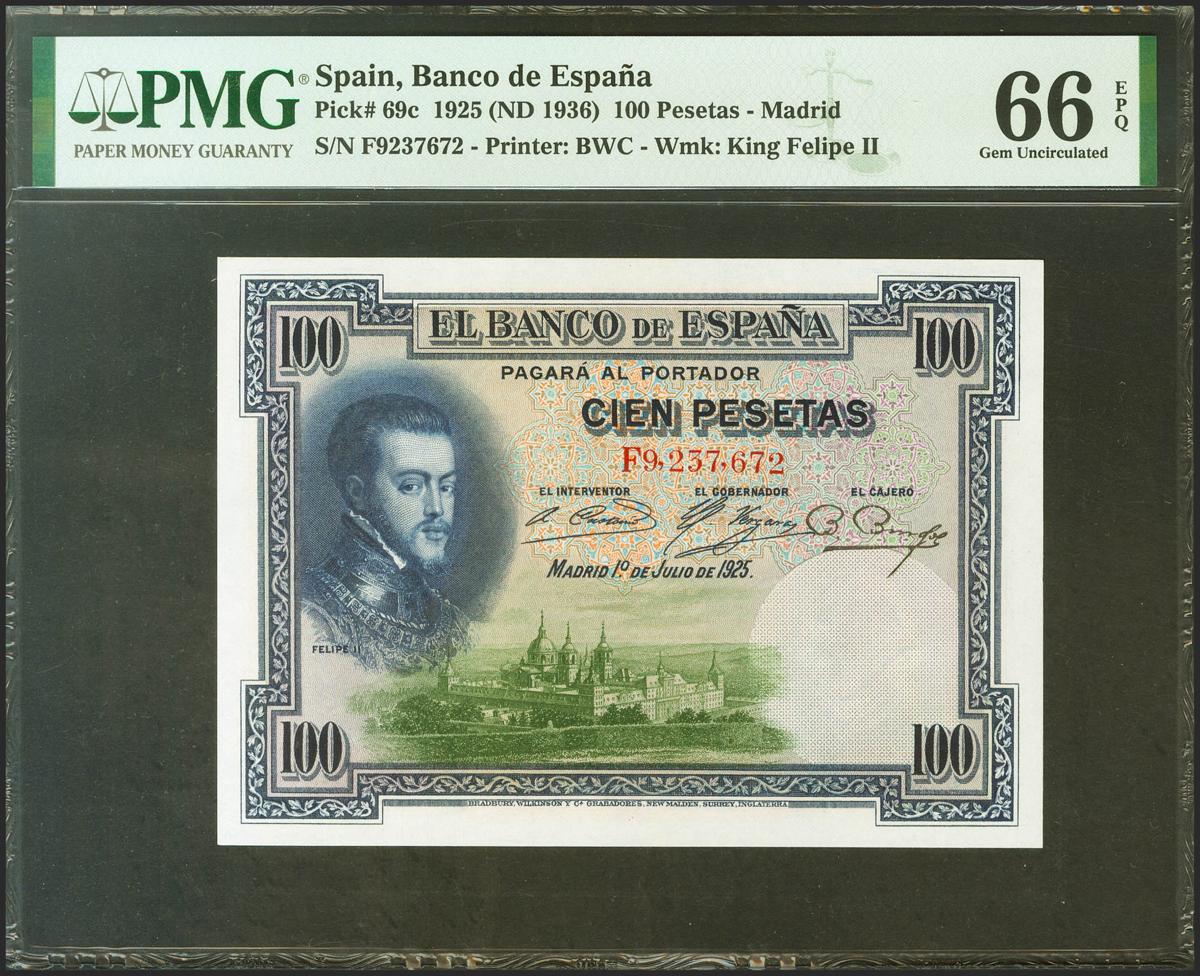 PMG®
PAPER MONEY GUARANTY
Spain, Banco de España
Pick# 69c 1925 (ND 1936) 100 Pesetas - Madrid
S/N F9237672 - Printer: BWC - Wmk: King Felipe II
66 EPQ
Gem Uncirculated
100 EL BANCO DE ESPAÑA 100
PAGARÁ AL PORTADOR
CIEN PESETAS
F9,237,672
EL INTERVENTOR EL GOBERNADOR EL CAJERO
MADRID 1º DE JULIO DE 1925.
FELIPE II
100 100
BRADBURY, WILKINSON Y Cª GRABADORES, NEW MALDEN, SURREY, INGLATERRA